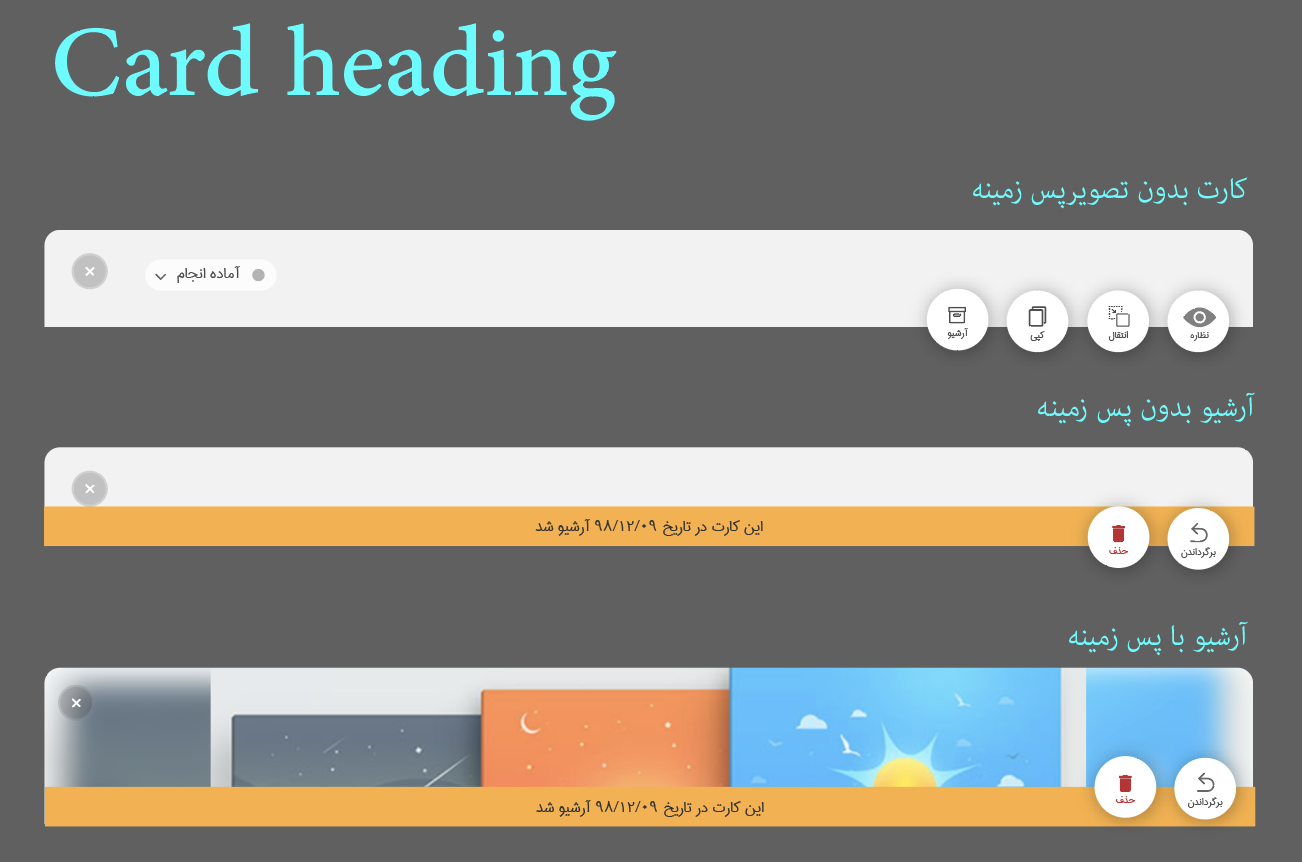 Card heading
کارت بدون تصویرپس زمینه
آماده انجام
نظاره
انتقال
کپی
آرشیو
آرشیو بدون پس زمینه
این کارت در تاریخ ۹۸/۱۲/۰۹ آرشیو شد
برگرداندن
حذف
آرشیو با پس زمینه
این کارت در تاریخ ۹۸/۱۲/۰۹ آرشیو شد
برگرداندن
حذف